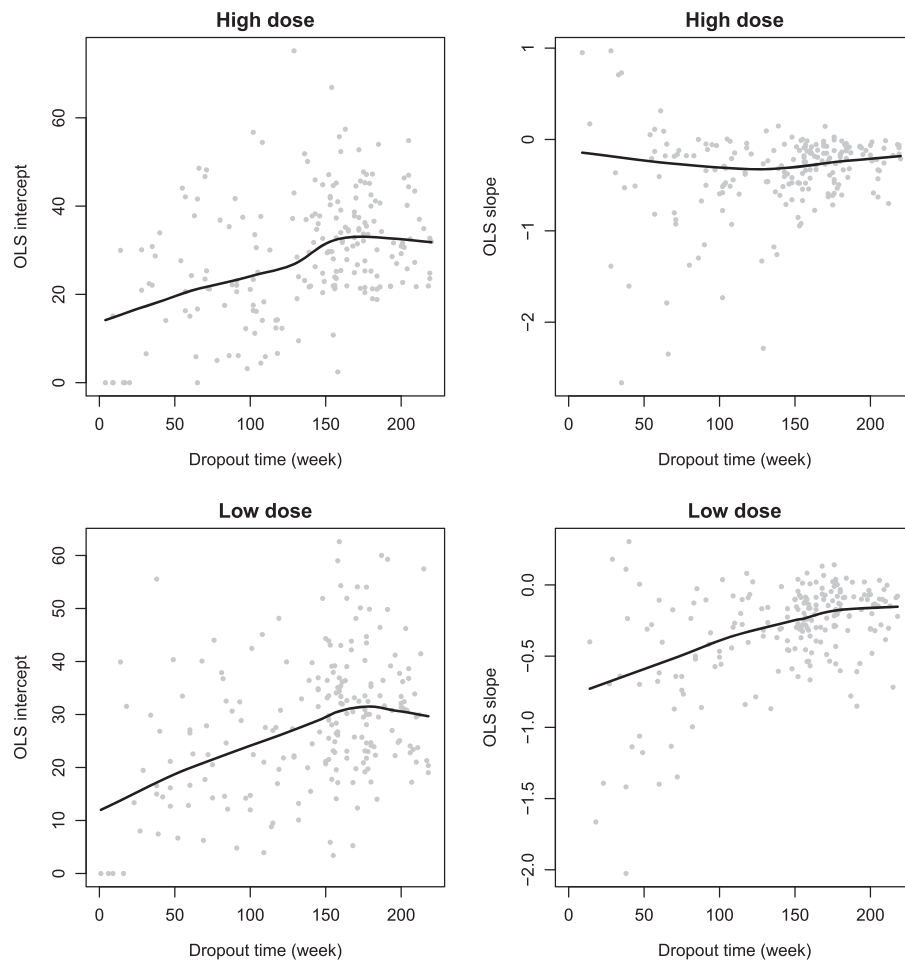 High dose
OLS intercept
60
40
20
0
0 50 100 150 200
Dropout time (week)
High dose
OLS slope
1
0
−1
−2
0 50 100 150 200
Dropout time (week)
Low dose
OLS intercept
60
50
40
30
20
10
0
0 50 100 150 200
Dropout time (week)
Low dose
OLS slope
0.0
−0.5
−1.0
−1.5
−2.0
0 50 100 150 200
Dropout time (week)